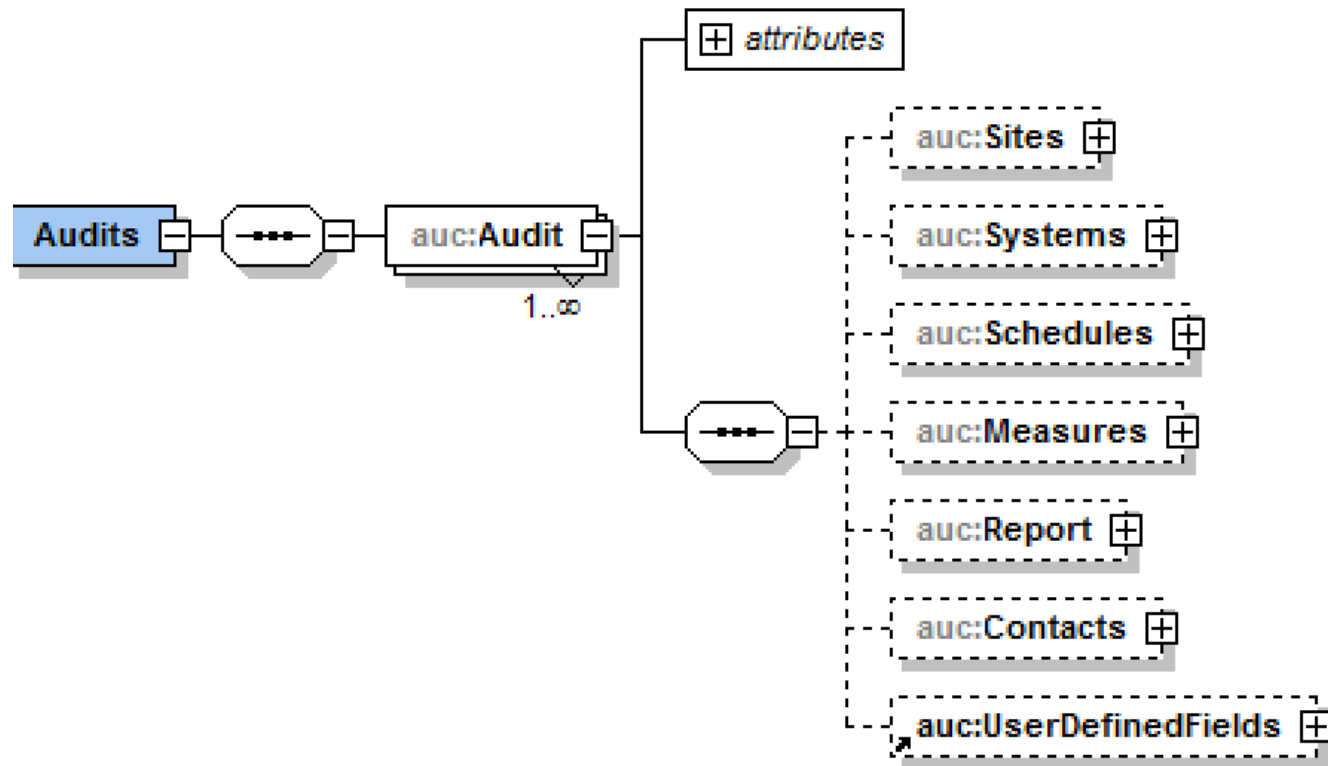 attributes
auc:Sites
Audits
auc:Audit
auc:Systems
1..∞
auc:Schedules
auc:Measures
auc:Report
auc:Contacts
auc:UserDefinedFields